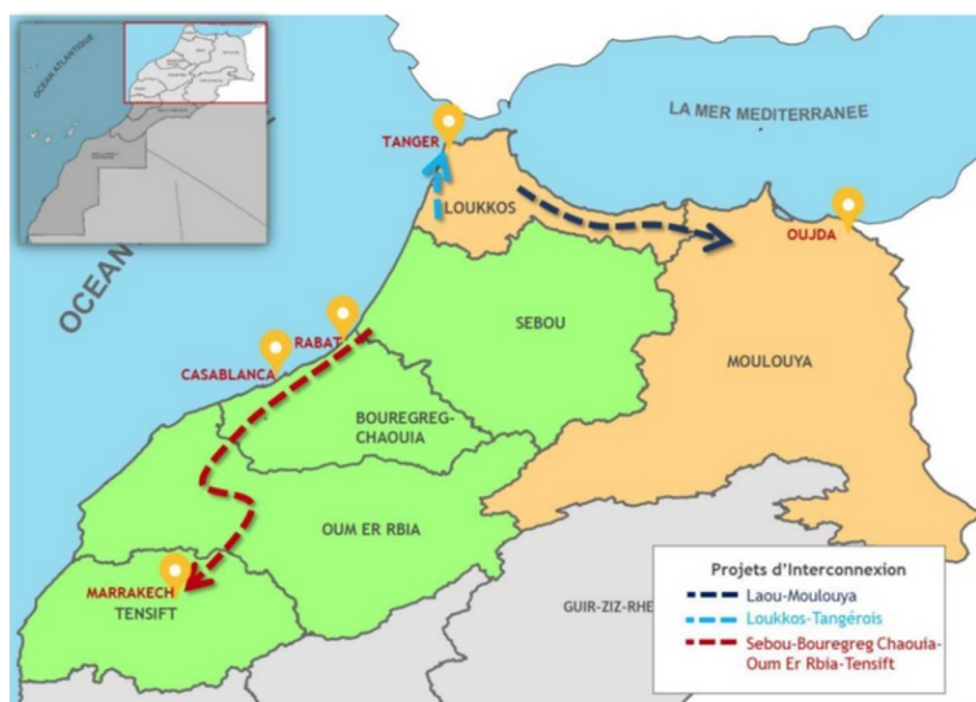 OCEAN ATLANTIQUE
LA MER MEDITERRANEE
TANGER
LOUKKOS
OUJDA
OCEAN
SEBOU
RABAT
CASABLANCA
MOULOUYA
BOUREGREG-
CHAOUIA
OUM ER RBIA
MARRAKECH
TENSIFT
GUIR-ZIZ-RHE
Projets d'Interconnexion
Laou-Moulouya
Loukkos-Tangérois
Sebou-Bouregreg Chaouia-
Oum Er Rbia-Tensift